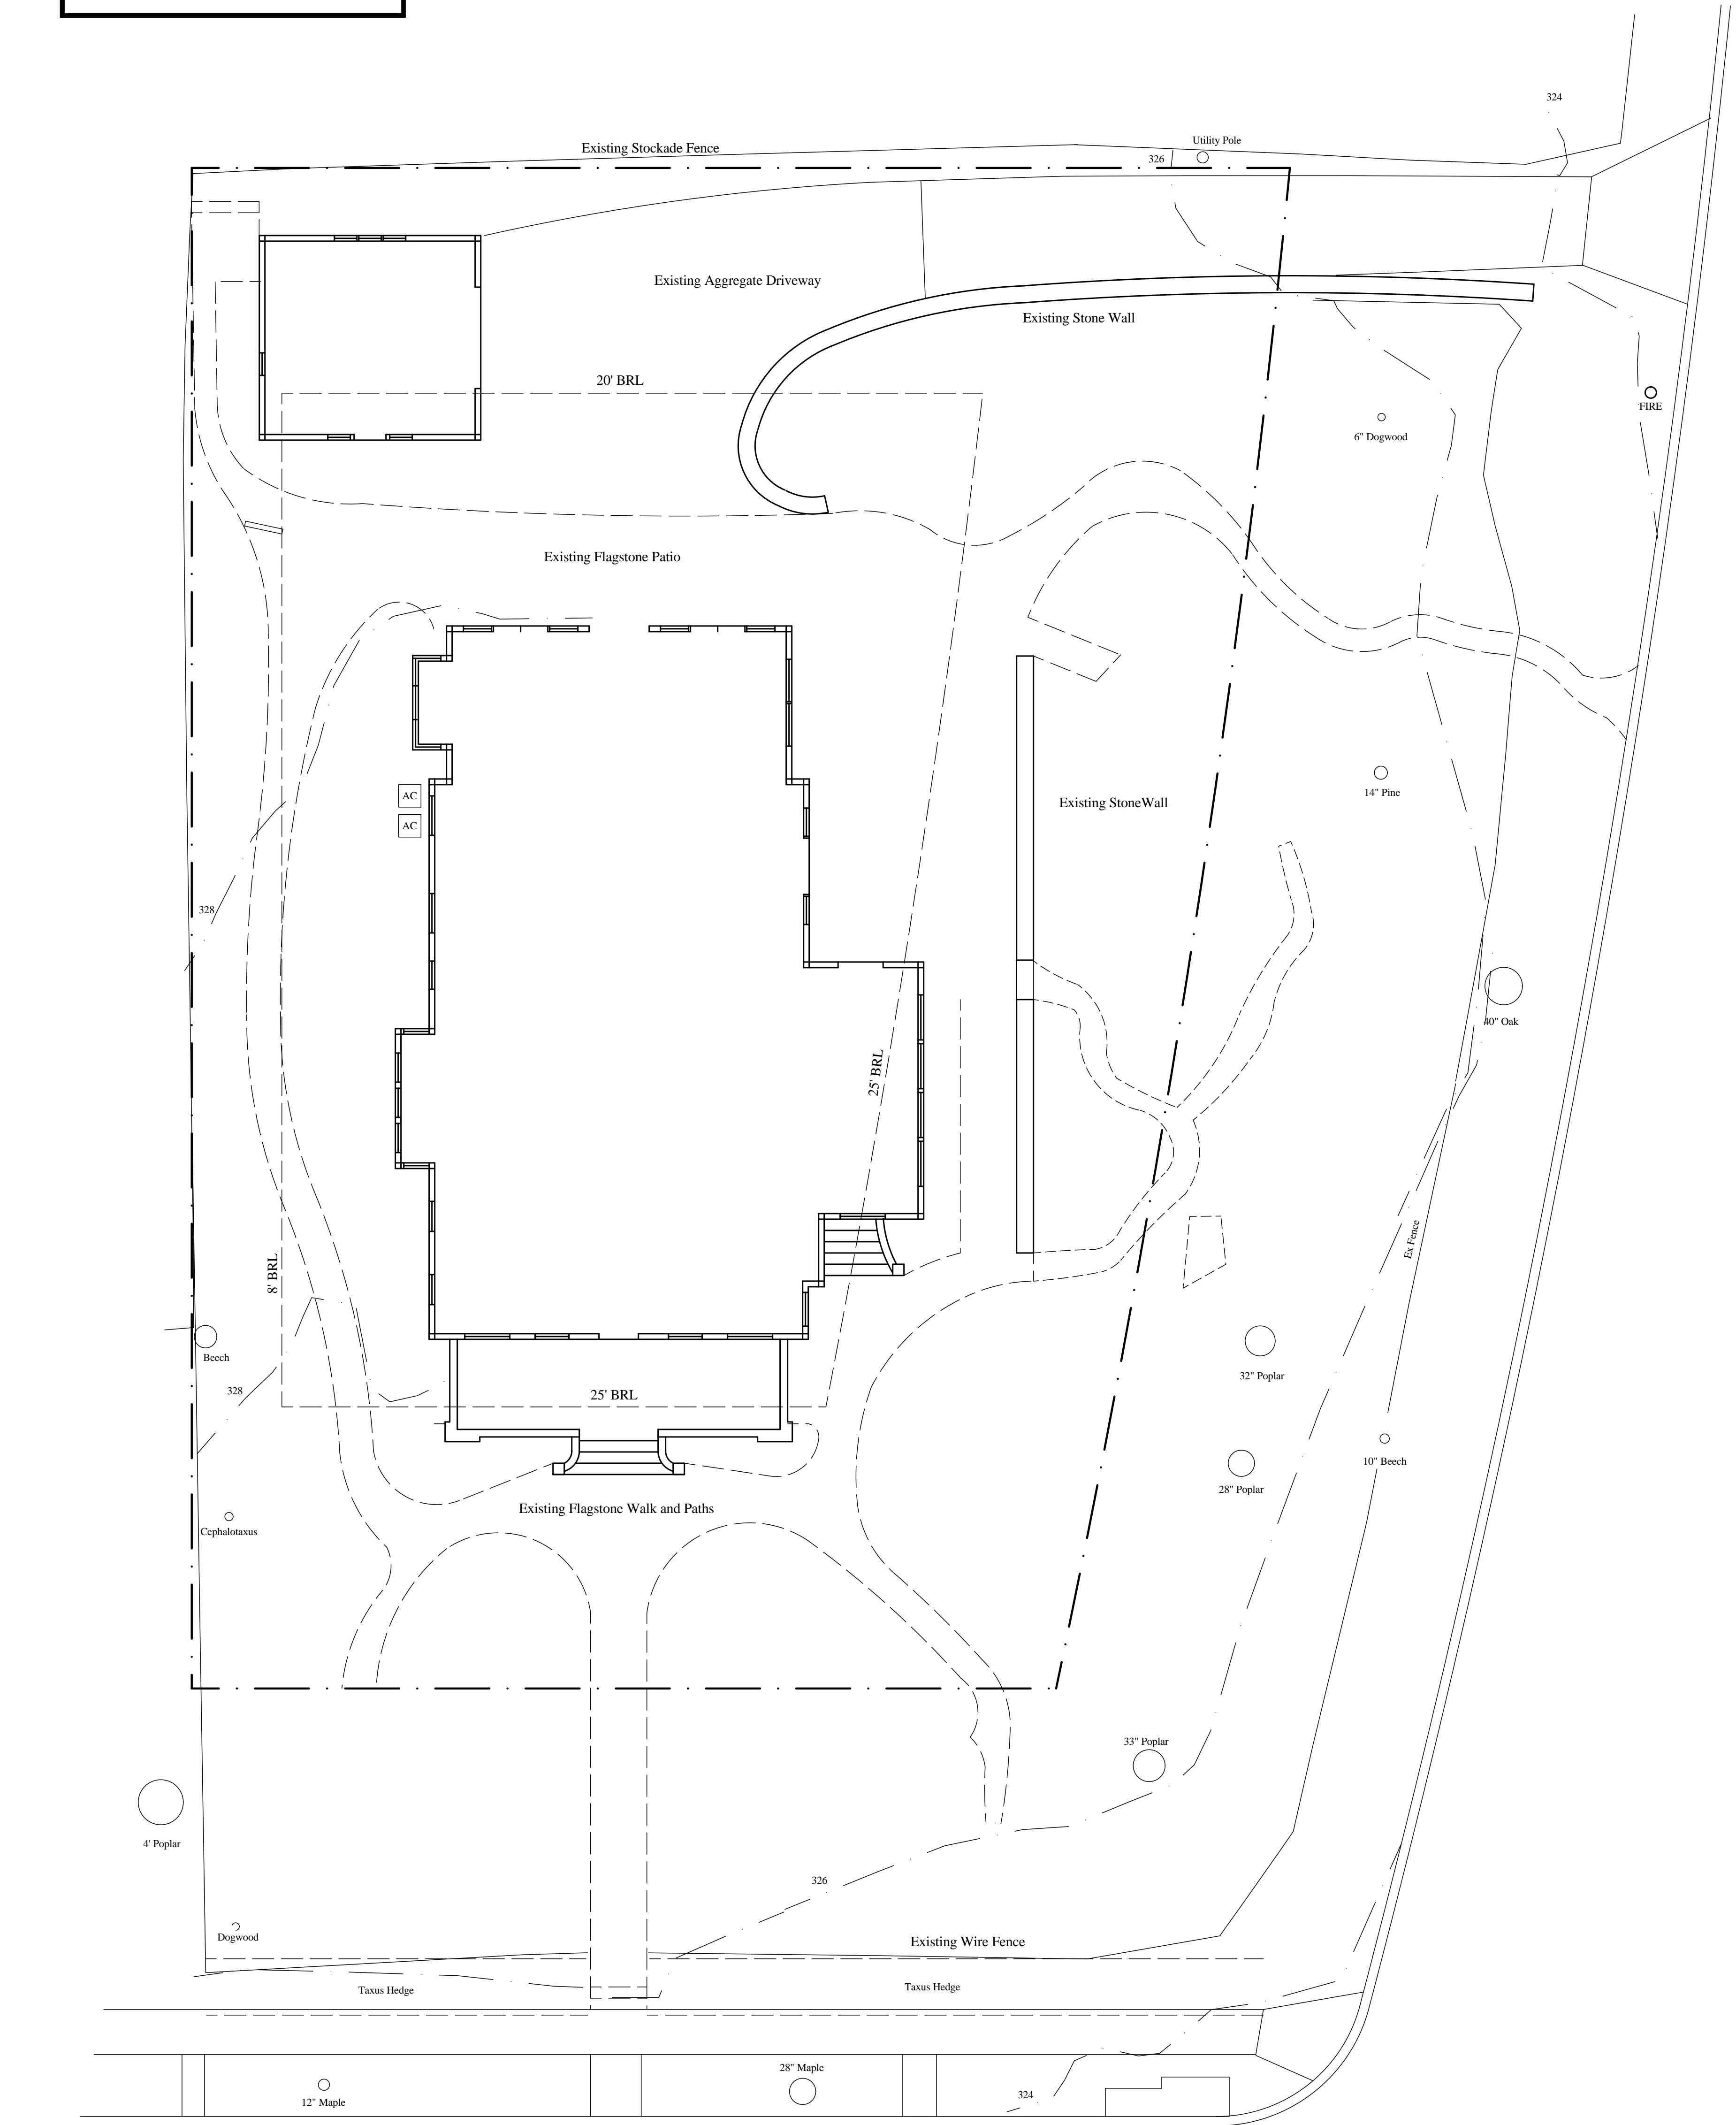 324
Utility Pole
Existing Stockade Fence
326
Existing Aggregate Driveway
Existing Stone Wall
20' BRL
FIRE
6" Dogwood
Existing Flagstone Patio
14" Pine
AC
Existing StoneWall
AC
328
40" Oak
25' BRL
Ex Fence
8' BRL
Beech
32" Poplar
328
25' BRL
10" Beech
28" Poplar
Existing Flagstone Walk and Paths
Cephalotaxus
33" Poplar
4' Poplar
326
Dogwood
Existing Wire Fence
Taxus Hedge
Taxus Hedge
28" Maple
324
12" Maple